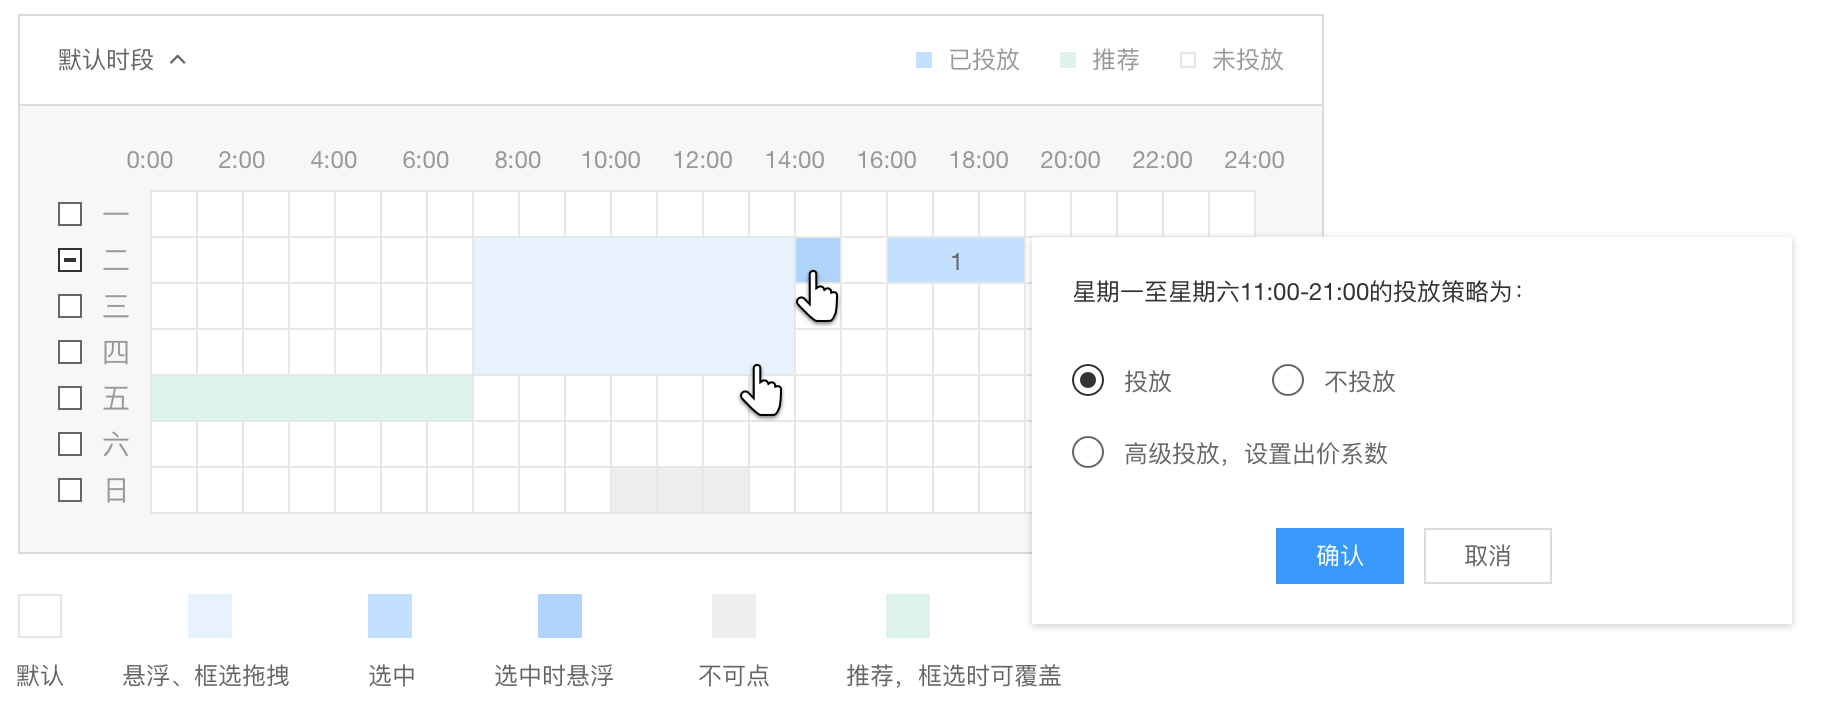 默认时段
已投放 推荐 未投放
0:00 2:00 4:00 6:00 8:00 10:00 12:00 14:00 16:00 18:00 20:00 22:00 24:00
一
二
1
三
四
五
六
日
星期一至星期六11:00-21:00的投放策略为：
投放 不投放
高级投放，设置出价系数
确认 取消
默认 悬浮、框选拖拽 选中 选中时悬浮 不可点 推荐，框选时可覆盖